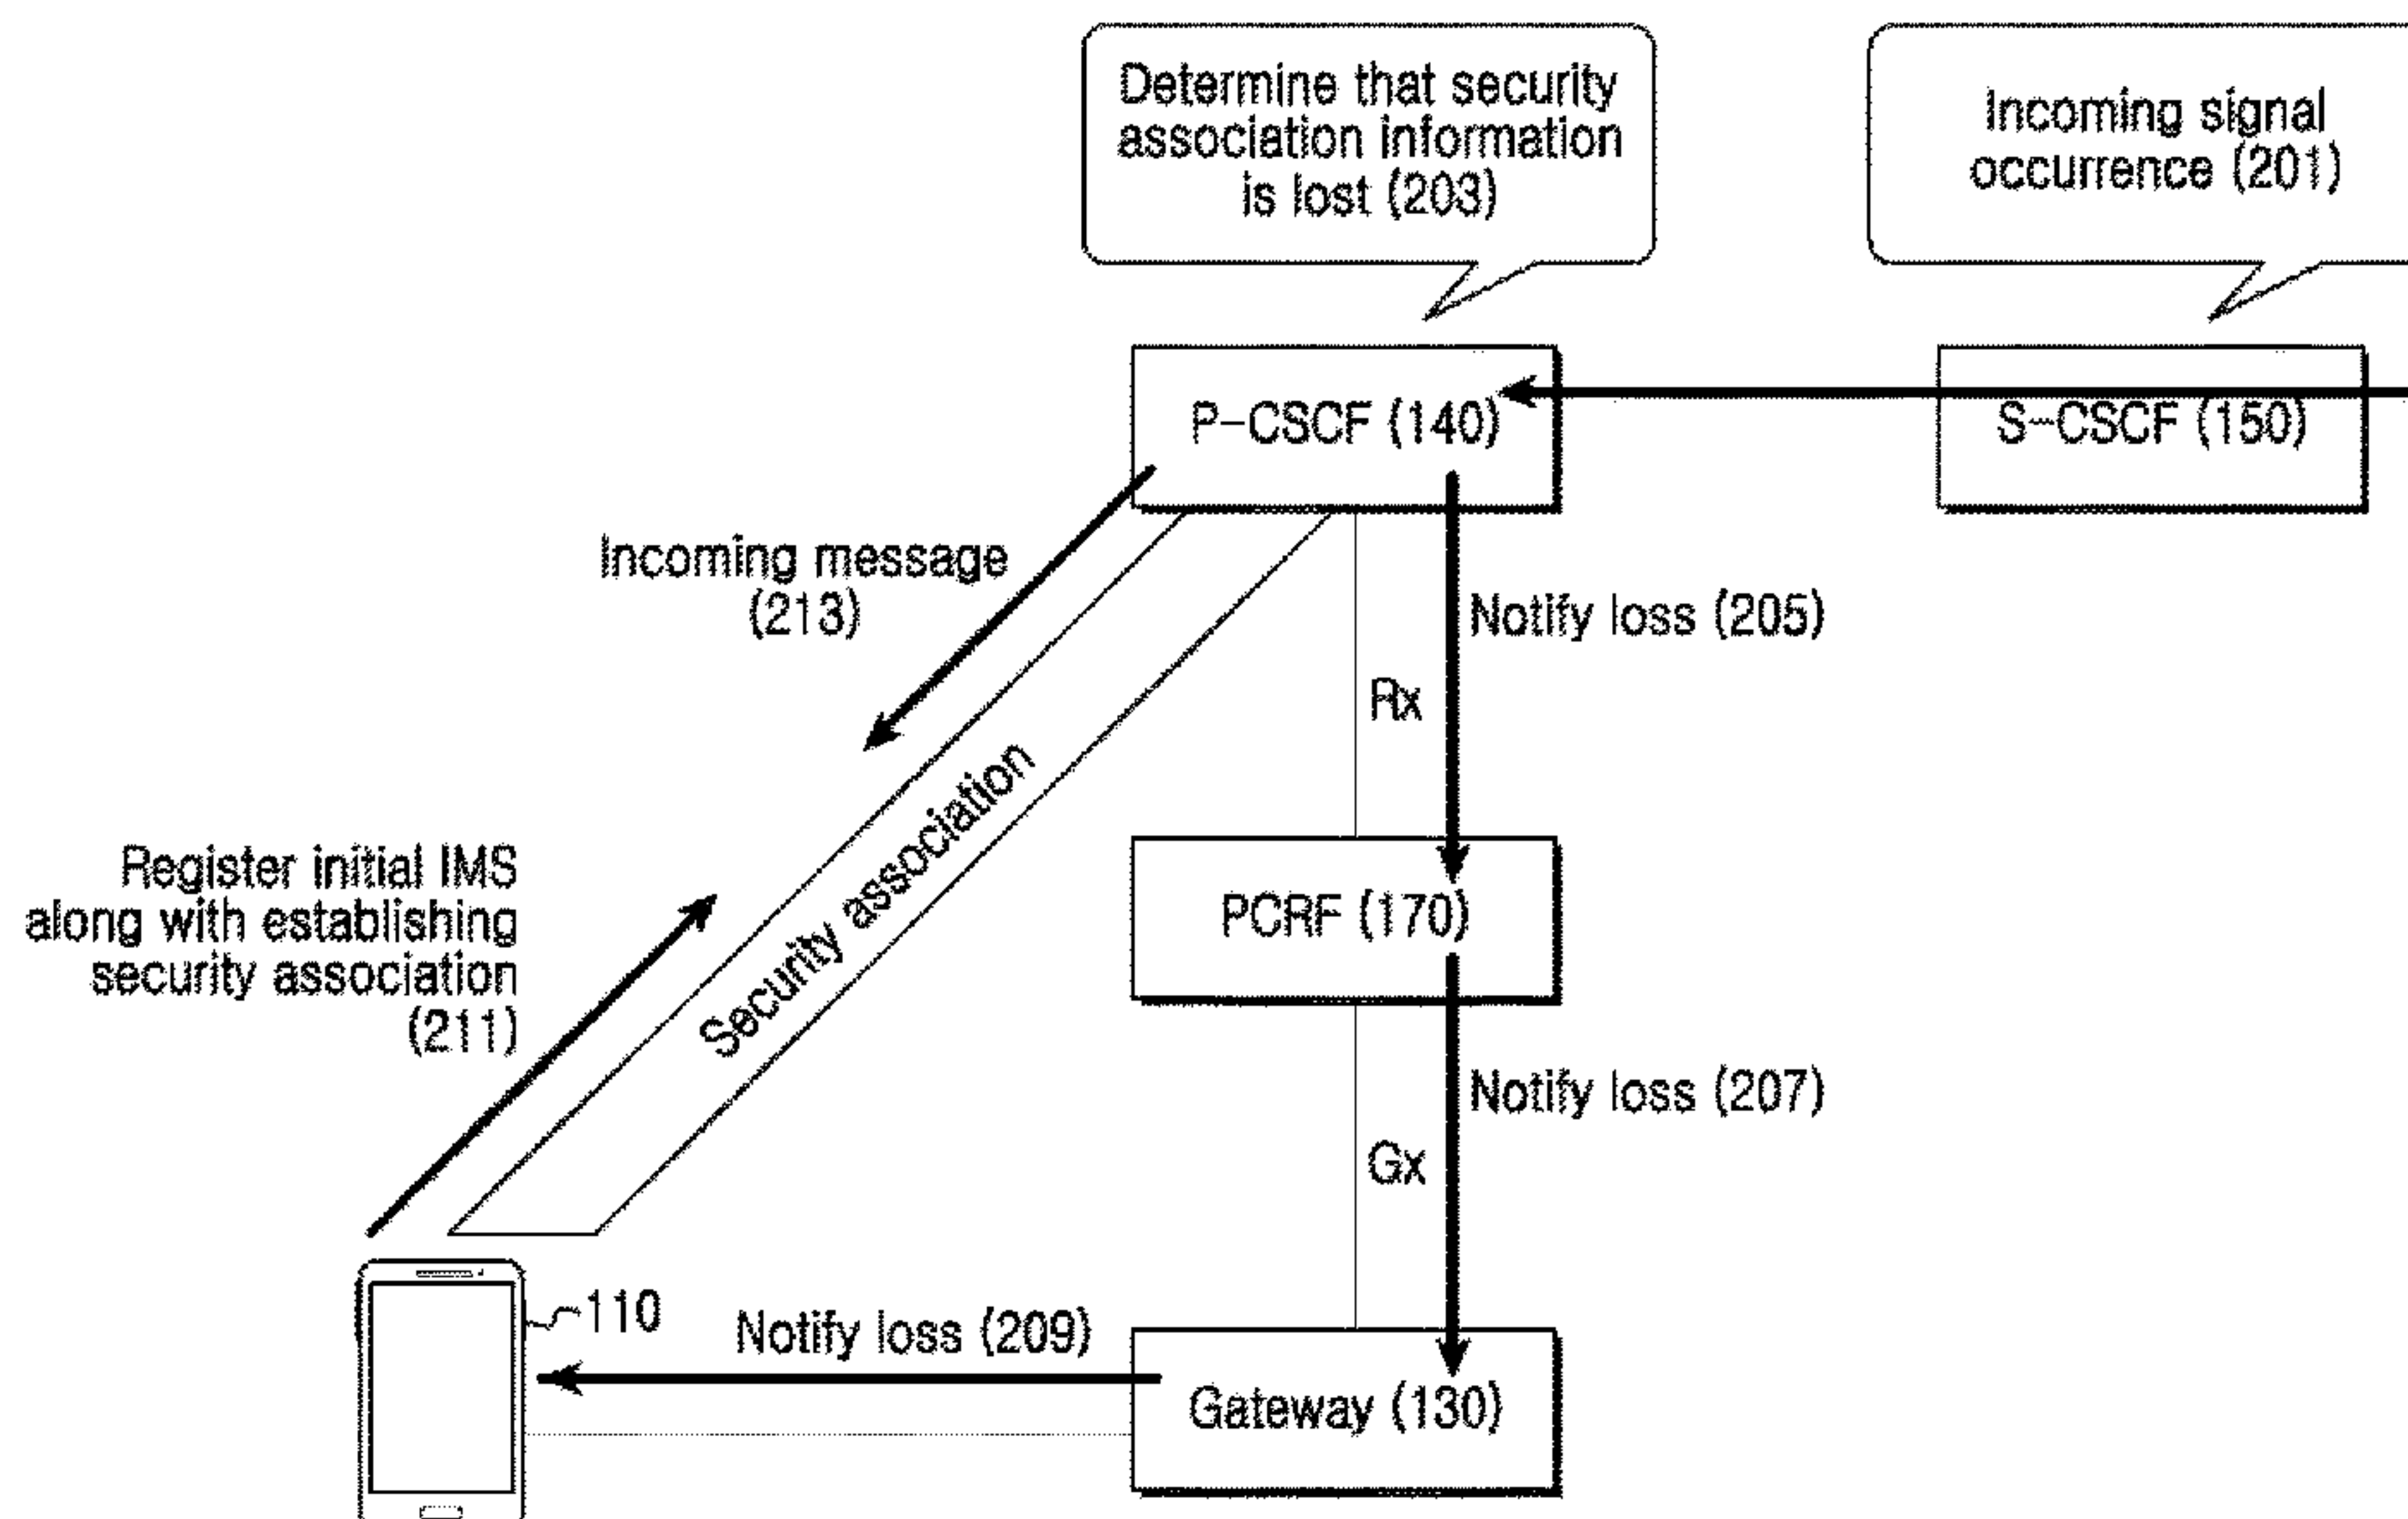 Determine that security
association information
is lost (203)
Incoming signal
occurrence (201)
P-CSCF (140)
S-CSCF (150)
Incoming message
(213)
Notify loss (205)
Rx
Security association
Register initial IMS
along with establishing
security association
(211)
PCRF (170)
Notify loss (207)
Gx
110
Notify loss (209)
Gateway (130)